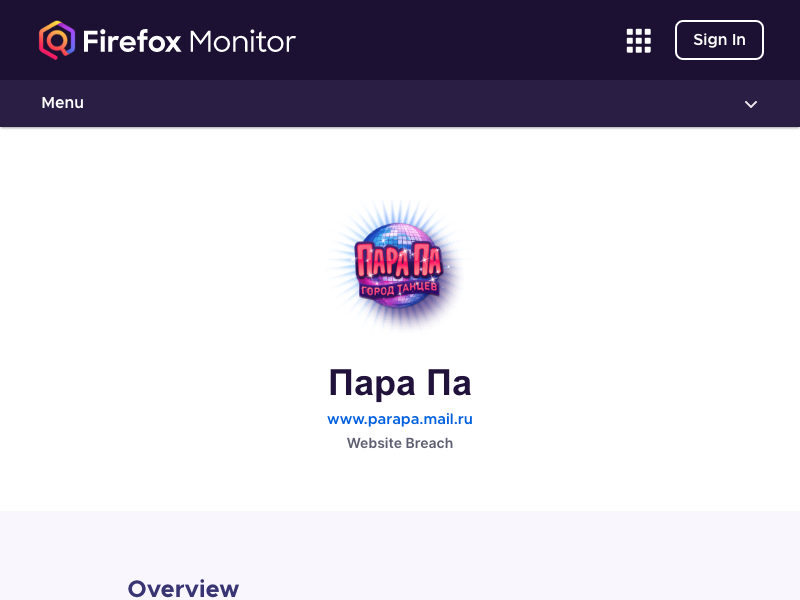 Firefox Monitor
Sign In
Menu
ПАРА ПА
ГОРОД ТАНЦЕВ
Пара Па
www.parapa.mail.ru
Website Breach
Overview